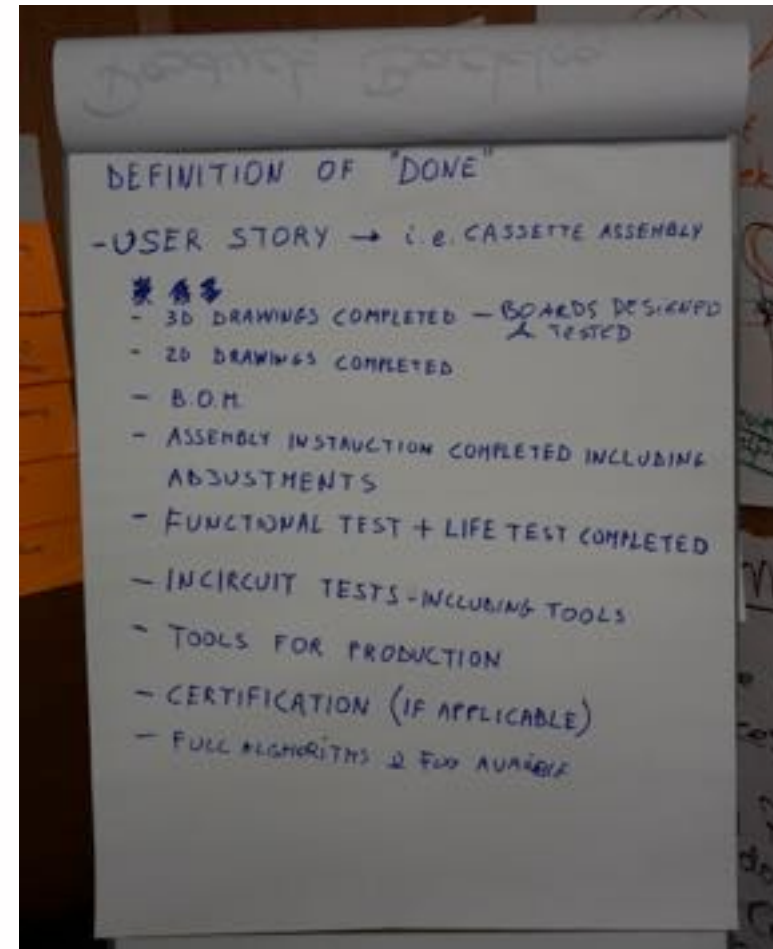 DEFINITION OF "DONE"
-USER STORY → i.e. CASSETTE ASSEMBLY
- 3D DRAWINGS COMPLETED - BOARDS DESIGNED
& TESTED
- 2D DRAWINGS COMPLETED
- B.O.M.
- ASSEMBLY INSTRUCTION COMPLETED INCLUDING
ADJUSTMENTS
- FUNCTIONAL TEST + LIFE TEST COMPLETED
- INCIRCUIT TESTS - INCLUDING TOOLS
- TOOLS FOR PRODUCTION
- CERTIFICATION (IF APPLICABLE)
- FULL ALGHORITHS &